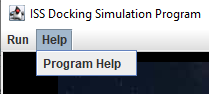 ISS Docking Simulation Program
Run Help
Program Help